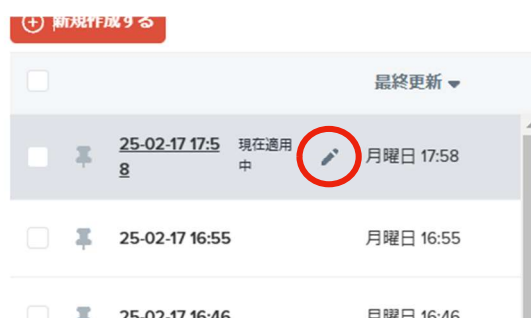 新規作成する
最終更新
25-02-17 17:5
8
現在適用
中
月曜日 17:58
25-02-17 16:55
月曜日 16:55
25-02-17 16:46
月曜日 16:46